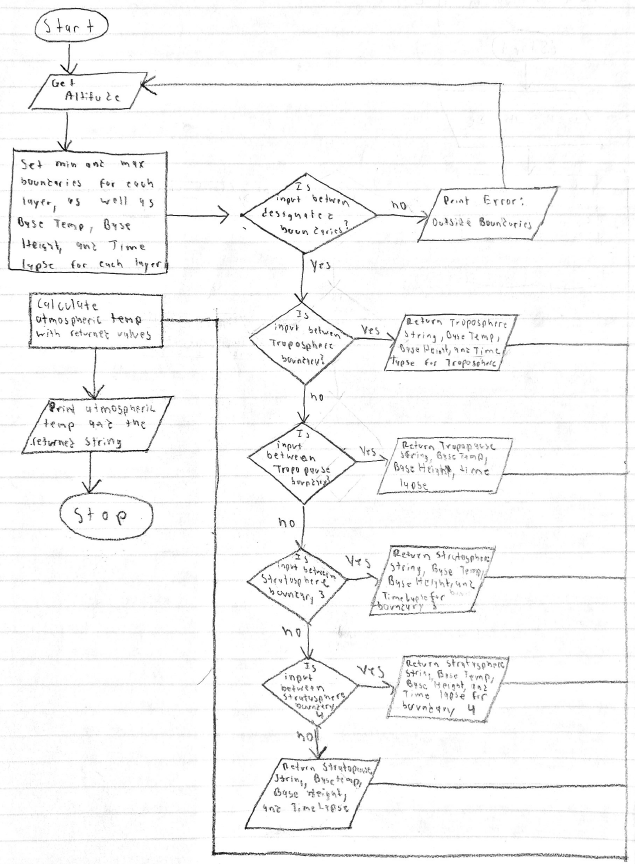 Start
Get
Altitude
Set min and max
boundaries for each
layer, as well as
Base Temp, Base
Height, and Time
lapse for each layer
Is
input between
designated
boundaries?
no
Print Error:
Outside Boundaries
Yes
Calculate
atmospheric temp
with returned values
Is
input between
Troposphere
boundary?
Yes
Return Troposphere
String, Base Temp,
Base Height, and Time
lapse for Troposphere
no
Print atmospheric
temp and the
returned string
Is
input
between
Tropopause
boundary?
Yes
Return Tropopause
String, Base Temp,
Base Height, time
lapse
Stop
no
Is
input between
Stratosphere
boundary 3
Yes
Return Stratosphere
String, Base Temp,
Base Height, and
Time lapse for
boundary 3
no
Is
input
between
Stratosphere
boundary
4
Yes
Return Stratosphere
String, Base Temp,
Base Height, and
Time lapse for
boundary 4
no
Return Stratopause
String, Base Temp,
Base Height,
and Time Lapse